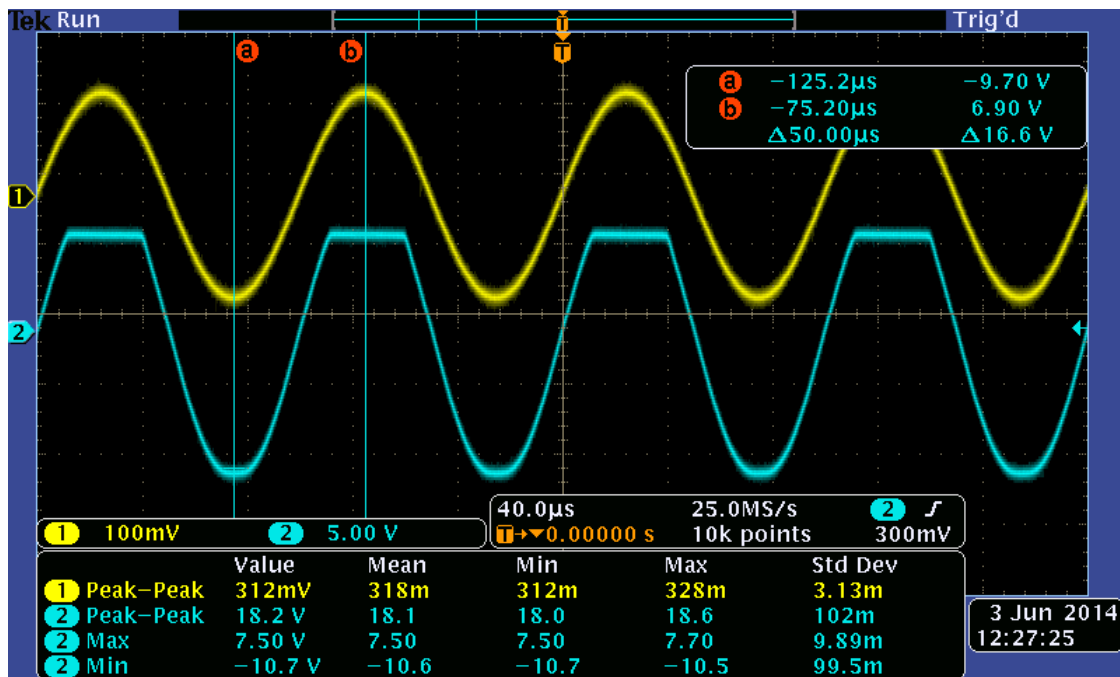 Tek Run Trig'd
a b T
T
a −125.2µs −9.70 V
b −75.20µs 6.90 V
Δ50.00µs Δ16.6 V
1
2
1 100mV 2 5.00 V
40.0µs 25.0MS/s 2
T→▼0.00000 s 10k points 300mV
Value Mean Min Max Std Dev
1 Peak−Peak 312mV 318m 312m 328m 3.13m
2 Peak−Peak 18.2 V 18.1 18.0 18.6 102m
2 Max 7.50 V 7.50 7.50 7.70 9.89m
2 Min −10.7 V −10.6 −10.7 −10.5 99.5m
3 Jun 2014
12:27:25